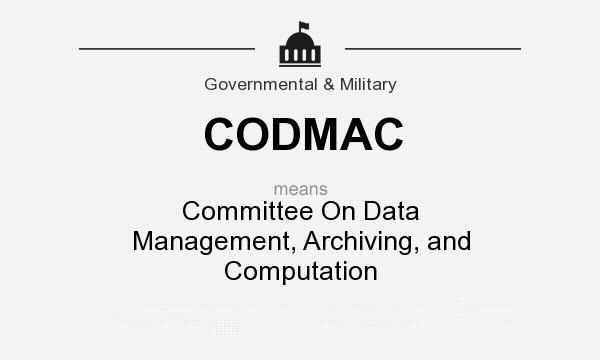 Governmental & Military
CODMAC
means
Committee On Data
Management, Archiving, and
Computation